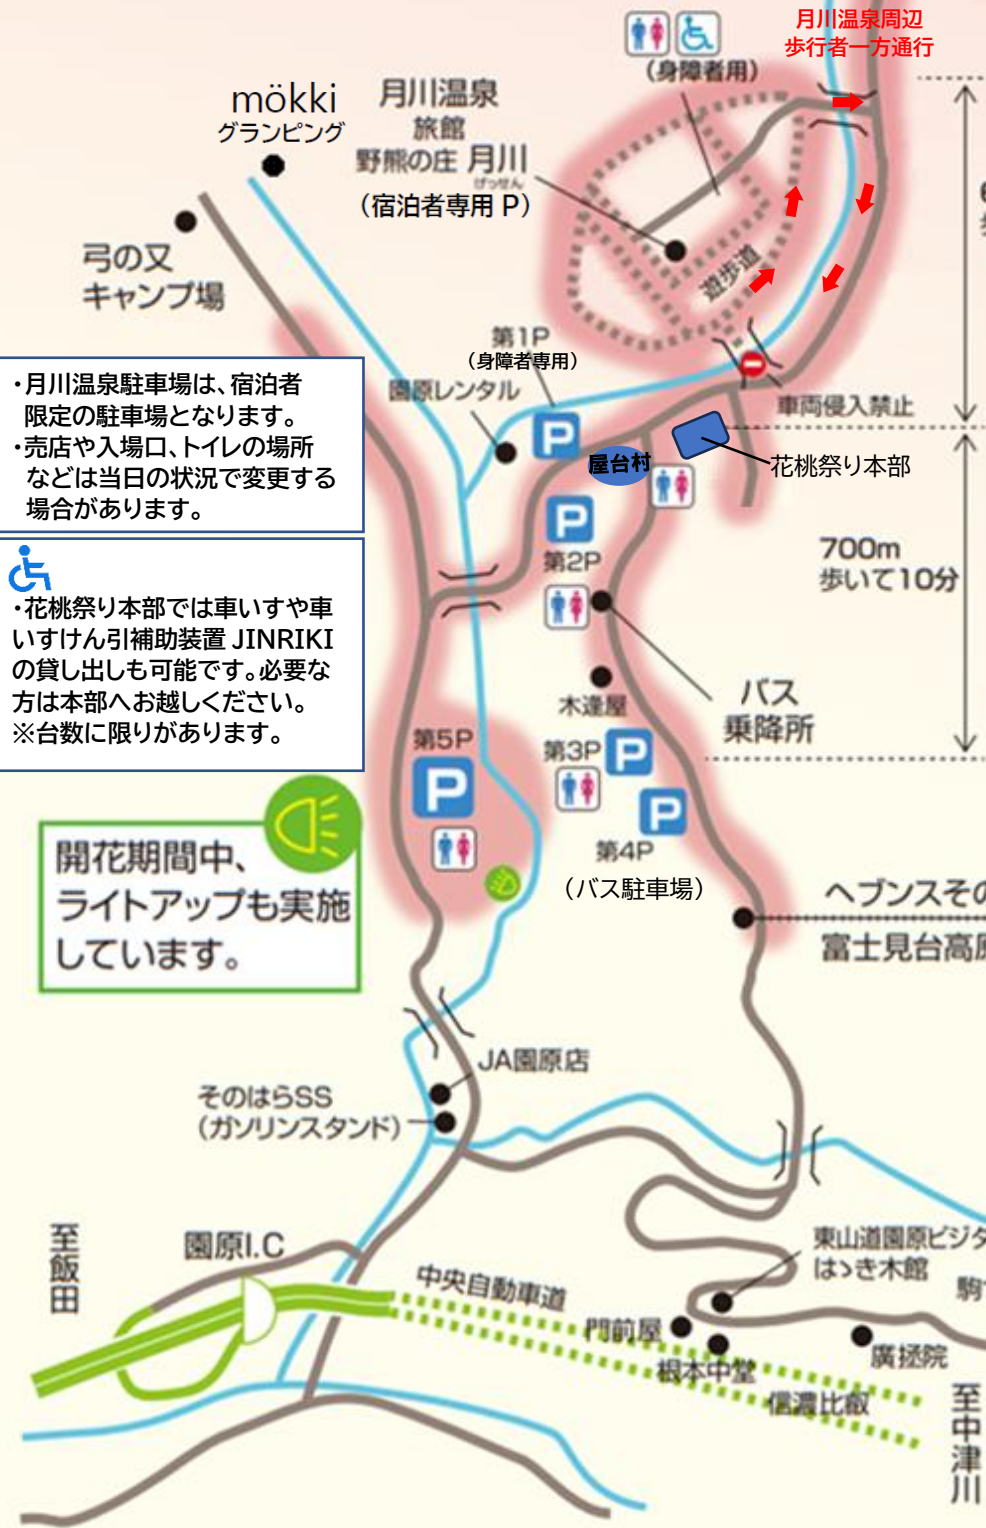 月川温泉周辺
歩行者一方通行
(身障者用)
mökki
グランピング
月川温泉
旅館
野熊の庄 月川
げっせん
(宿泊者専用 P)
弓の又
キャンプ場
遊歩道
第1P
(身障者専用)
園原レンタル
P
車両侵入禁止
屋台村
花桃祭り本部
・月川温泉駐車場は、宿泊者
限定の駐車場となります。
・売店や入場口、トイレの場所
などは当日の状況で変更する
場合があります。
P
第2P
700m
歩いて10分
・花桃祭り本部では車いすや車
いすけん引補助装置 JINRIKI
の貸し出しも可能です。必要な
方は本部へお越しください。
※台数に限りがあります。
バス
乗降所
木逢屋
第5P
P
第3P
P
P
第4P
(バス駐車場)
開花期間中、
ライトアップも実施
しています。
ヘブンスその
富士見台高原
JA園原店
そのはらSS
(ガソリンスタンド)
至飯田
園原I.C
中央自動車道
東山道園原ビジタ
はゝき木館
駒
門前屋
根本中堂
廣拯院
信濃比叡
至中津川